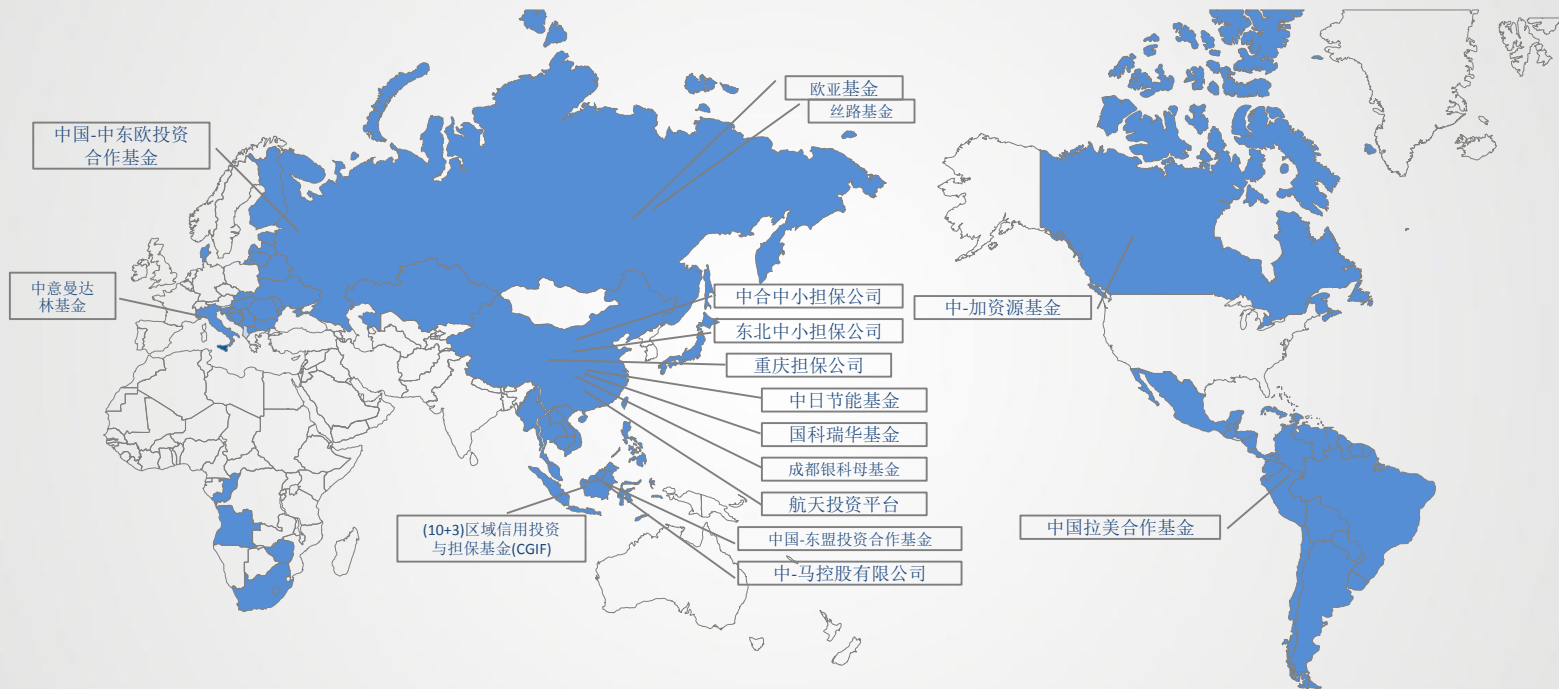 欧亚基金
丝路基金
中国-中东欧投资
合作基金
中意曼达
林基金
中合中小担保公司
中-加资源基金
东北中小担保公司
重庆担保公司
中日节能基金
国科瑞华基金
成都银科母基金
航天投资平台
(10+3)区域信用投资
与担保基金(CGIF)
中国-东盟投资合作基金
中国拉美合作基金
中-马控股有限公司